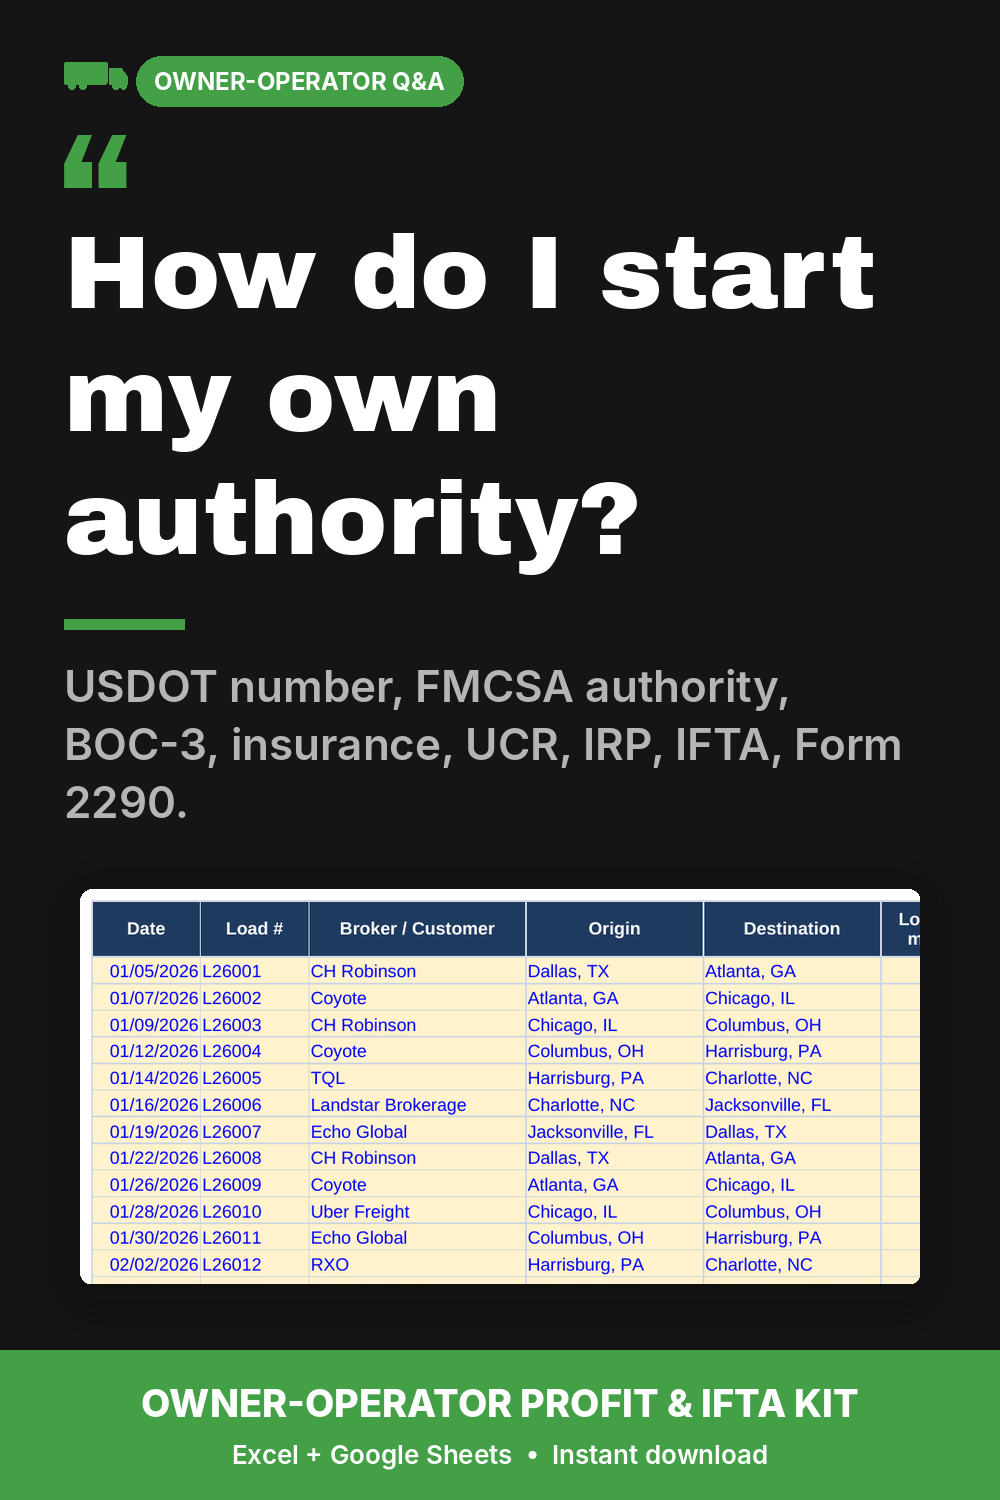 OWNER-OPERATOR Q&A
“
How do I start
my own
authority?
USDOT number, FMCSA authority,
BOC-3, insurance, UCR, IRP, IFTA, Form
2290.
Date Load # Broker / Customer Origin Destination Lo
m
01/05/2026 L26001 CH Robinson Dallas, TX Atlanta, GA
01/07/2026 L26002 Coyote Atlanta, GA Chicago, IL
01/09/2026 L26003 CH Robinson Chicago, IL Columbus, OH
01/12/2026 L26004 Coyote Columbus, OH Harrisburg, PA
01/14/2026 L26005 TQL Harrisburg, PA Charlotte, NC
01/16/2026 L26006 Landstar Brokerage Charlotte, NC Jacksonville, FL
01/19/2026 L26007 Echo Global Jacksonville, FL Dallas, TX
01/22/2026 L26008 CH Robinson Dallas, TX Atlanta, GA
01/26/2026 L26009 Coyote Atlanta, GA Chicago, IL
01/28/2026 L26010 Uber Freight Chicago, IL Columbus, OH
01/30/2026 L26011 Echo Global Columbus, OH Harrisburg, PA
02/02/2026 L26012 RXO Harrisburg, PA Charlotte, NC
OWNER-OPERATOR PROFIT & IFTA KIT
Excel + Google Sheets • Instant download